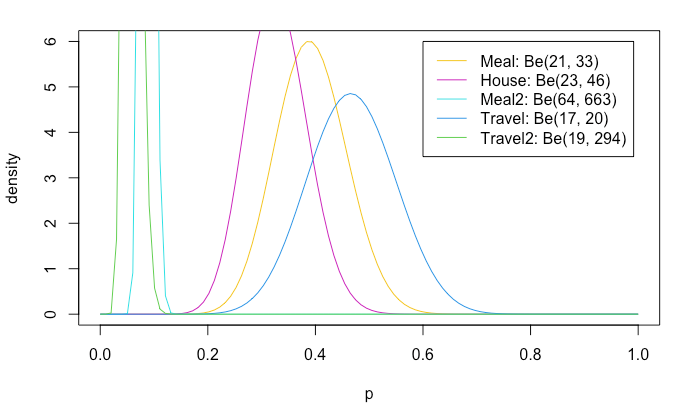 6
5
4
3
2
1
0
density
Meal: Be(21, 33)
House: Be(23, 46)
Meal2: Be(64, 663)
Travel: Be(17, 20)
Travel2: Be(19, 294)
0.0 0.2 0.4 0.6 0.8 1.0
p